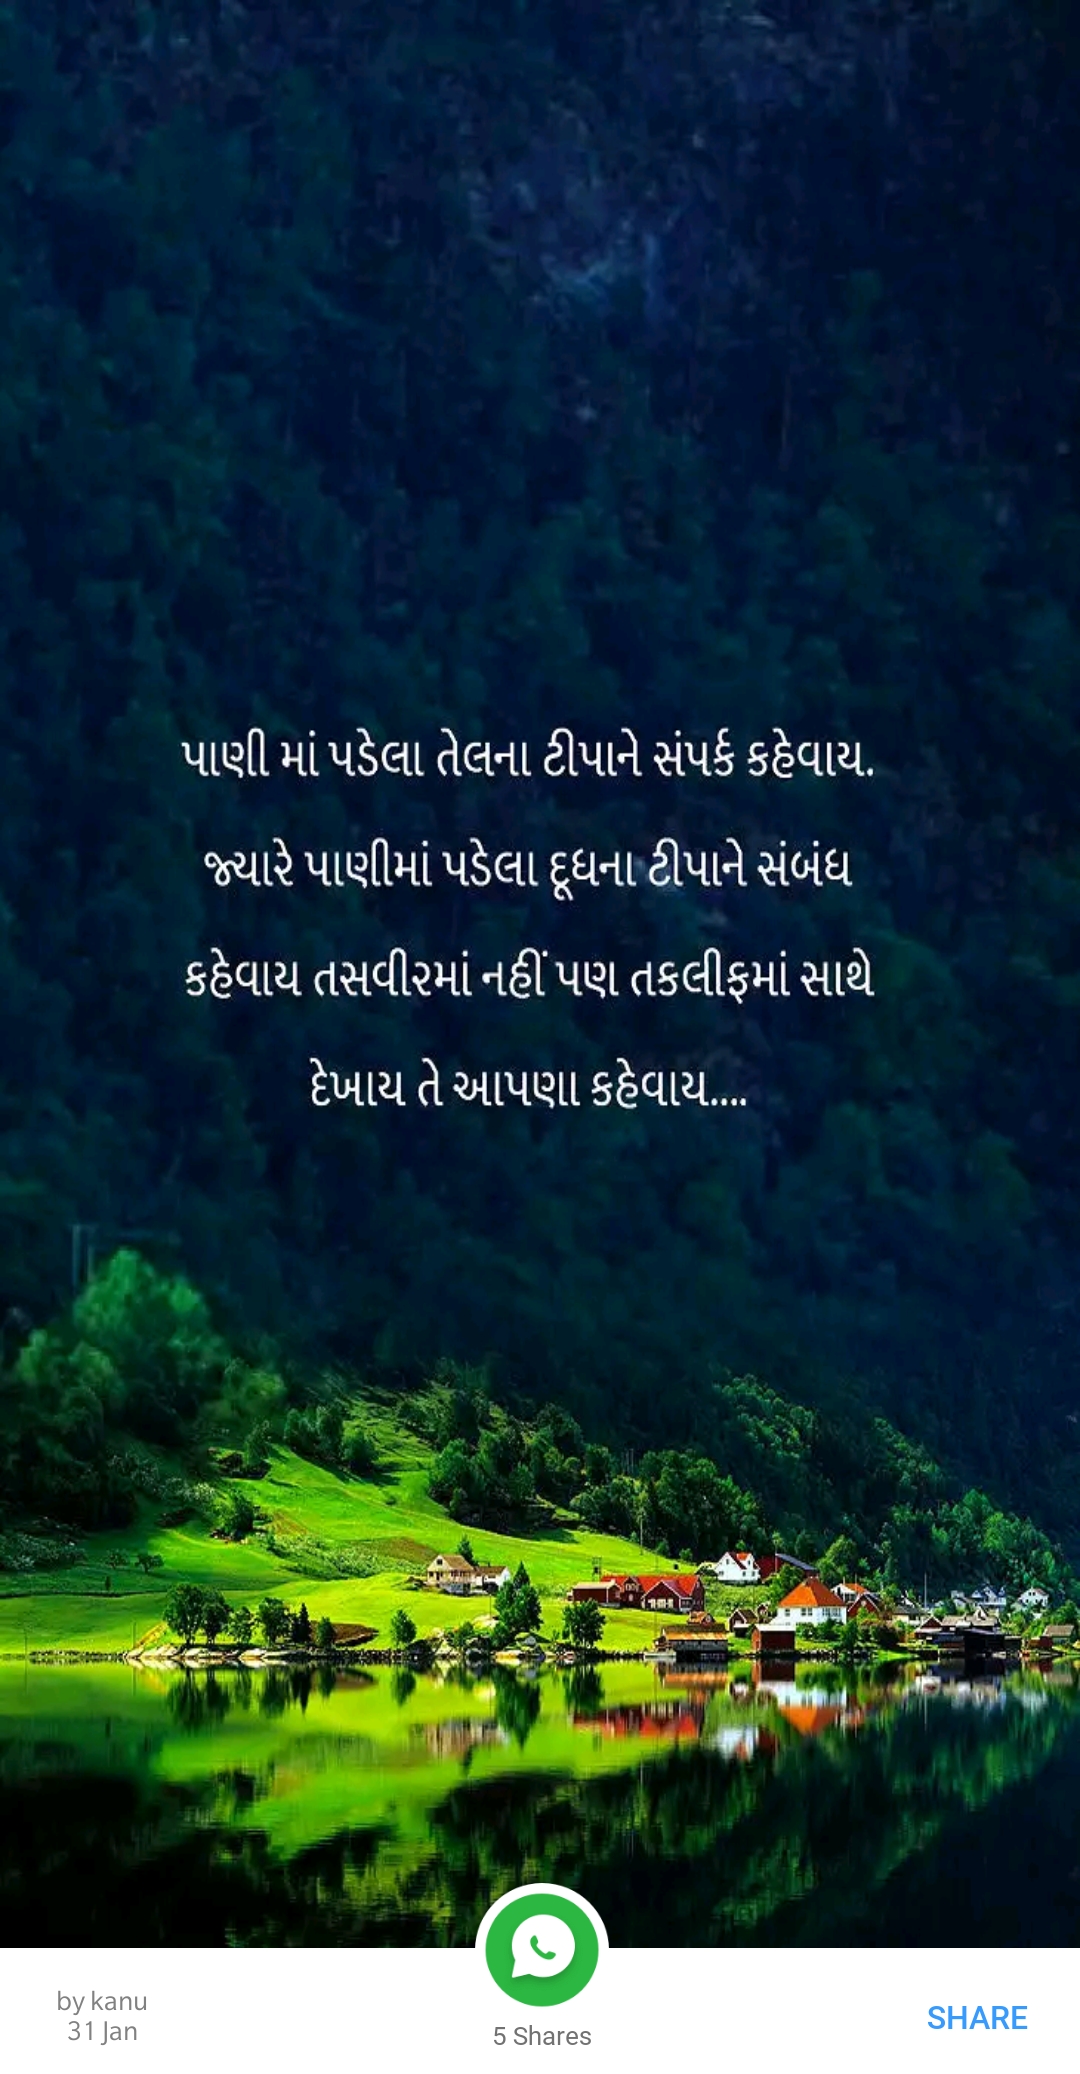 પાણી માં પડેલા તેલના ટીપાને સંપર્ક કહેવાય.
જ્યારે પાણીમાં પડેલા દૂધના ટીપાને સંબંધ
કહેવાય તસવીરમાં નહીં પણ તકલીફમાં સાથે
દેખાય તે આપણા કહેવાય....
by kanu
31 Jan
5 Shares
SHARE